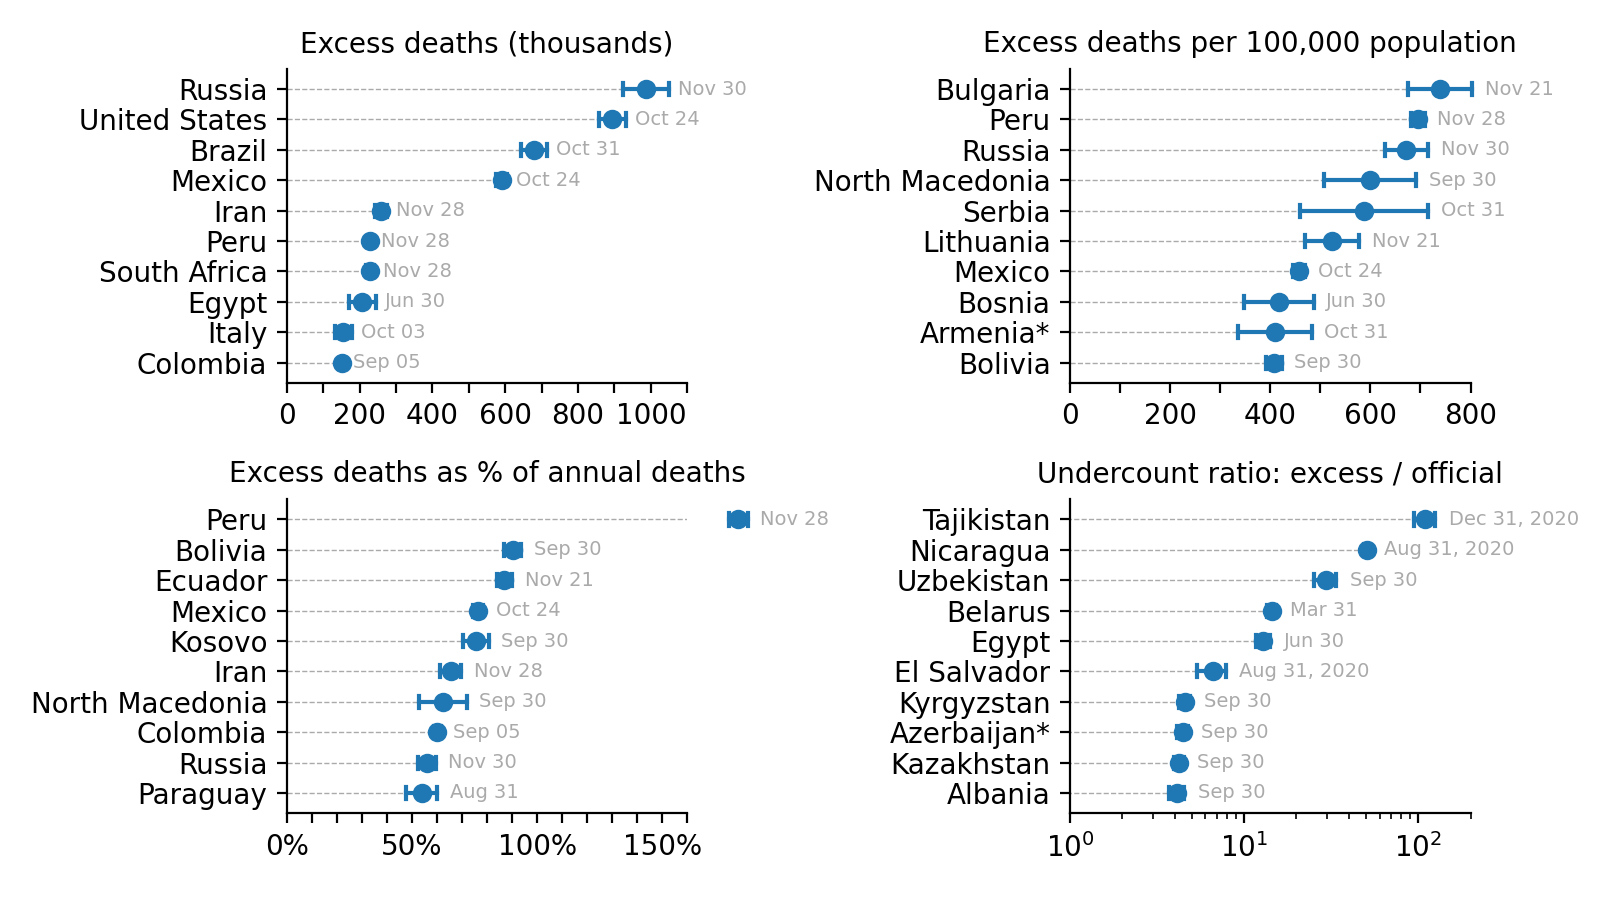 Excess deaths (thousands)
Russia Nov 30
United States Oct 24
Brazil Oct 31
Mexico Oct 24
Iran Nov 28
Peru Nov 28
South Africa Nov 28
Egypt Jun 30
Italy Oct 03
Colombia Sep 05
0 200 400 600 800 1000
Excess deaths per 100,000 population
Bulgaria Nov 21
Peru Nov 28
Russia Nov 30
North Macedonia Sep 30
Serbia Oct 31
Lithuania Nov 21
Mexico Oct 24
Bosnia Jun 30
Armenia* Oct 31
Bolivia Sep 30
0 200 400 600 800
Excess deaths as % of annual deaths
Peru Nov 28
Bolivia Sep 30
Ecuador Nov 21
Mexico Oct 24
Kosovo Sep 30
Iran Nov 28
North Macedonia Sep 30
Colombia Sep 05
Russia Nov 30
Paraguay Aug 31
0% 50% 100% 150%
Undercount ratio: excess / official
Tajikistan Dec 31, 2020
Nicaragua Aug 31, 2020
Uzbekistan Sep 30
Belarus Mar 31
Egypt Jun 30
El Salvador Aug 31, 2020
Kyrgyzstan Sep 30
Azerbaijan* Sep 30
Kazakhstan Sep 30
Albania Sep 30
10⁰ 10¹ 10²